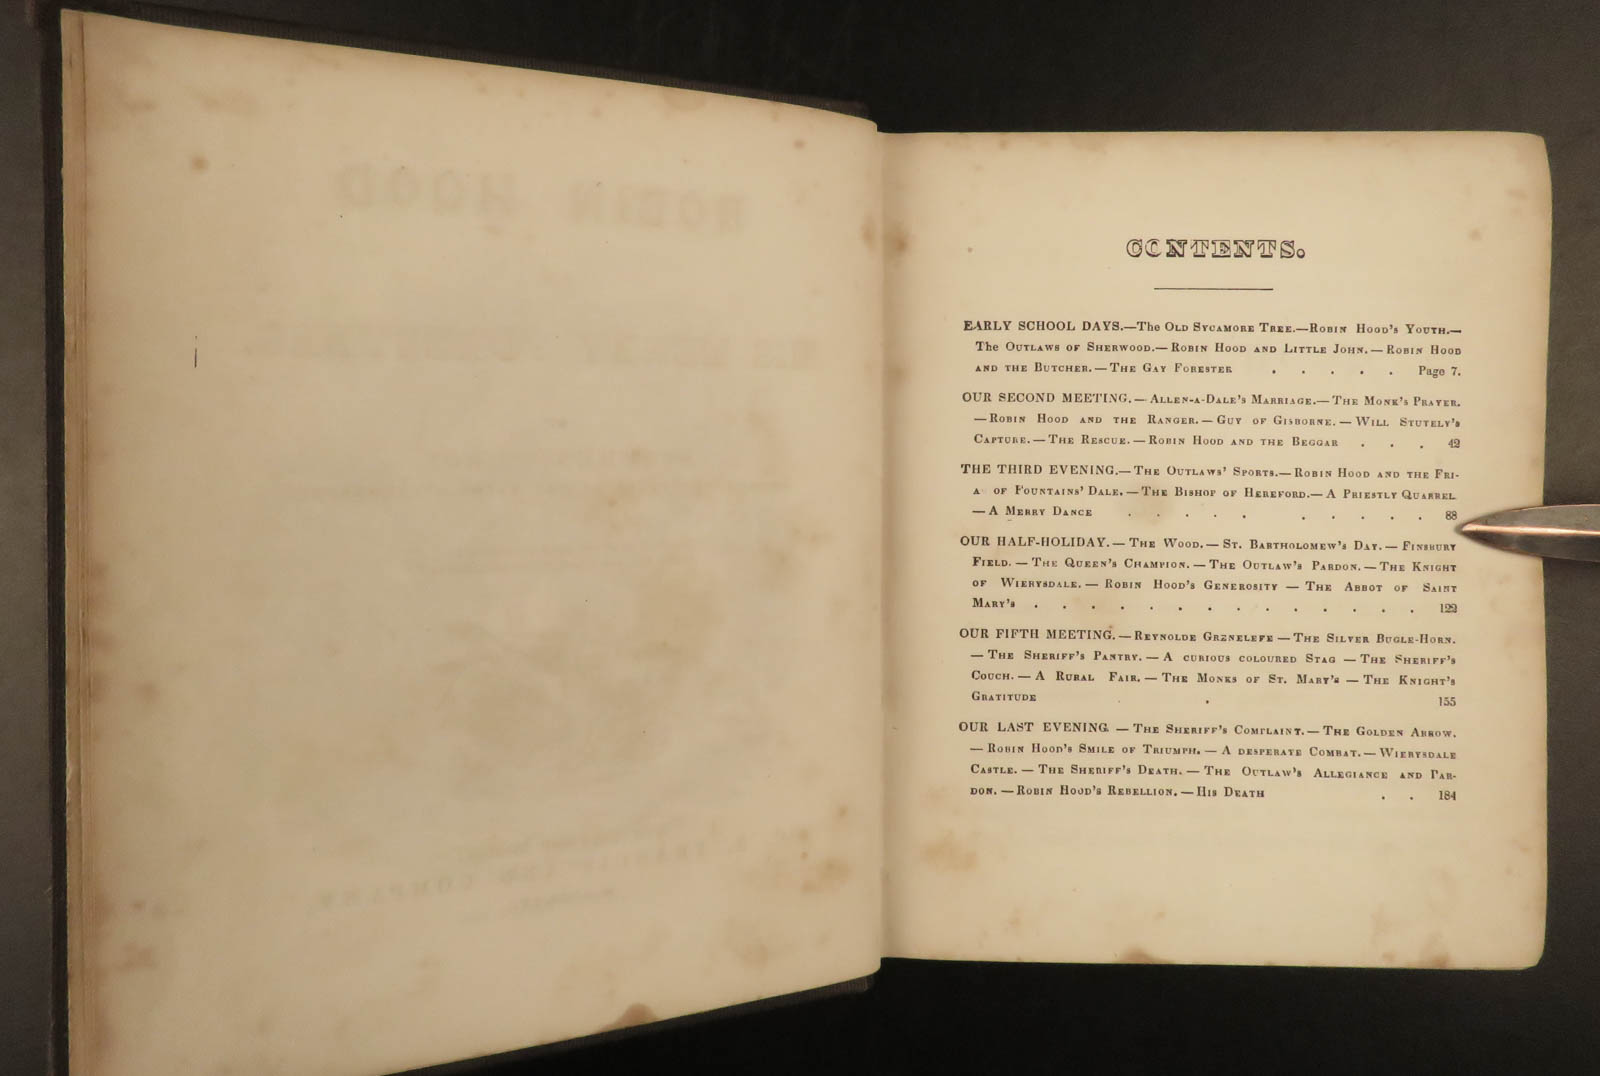 ROBIN HOOD
CONTENTS.
EARLY SCHOOL DAYS.—The Old Sycamore Tree.—Robin Hood's Youth.—
The Outlaws of Sherwood.—Robin Hood and Little John.—Robin Hood
and the Butcher.—The Gay Forester . . . . . Page 7.
OUR SECOND MEETING.—Allen-a-Dale's Marriage.—The Monk's Prayer.
—Robin Hood and the Ranger.—Guy of Gisborne.—Will Stutely's
Capture.—The Rescue.—Robin Hood and the Beggar . . . 42
THE THIRD EVENING.—The Outlaws' Sports.—Robin Hood and the Fri-
a of Fountains' Dale.—The Bishop of Hereford.—A Priestly Quarrel
—A Merry Dance . . . . . . . . . . 88
OUR HALF-HOLIDAY.—The Wood.—St. Bartholomew's Day.—Finsbury
Field.—The Queen's Champion.—The Outlaw's Pardon.—The Knight
of Wierysdale.—Robin Hood's Generosity—The Abbot of Saint
Mary's . . . . . . . . . . . . . . 122
OUR FIFTH MEETING.—Reynolde Grenelefe—The Silver Bugle-Horn.
—The Sheriff's Pantry.—A curious coloured Stag—The Sheriff's
Couch.—A Rural Fair.—The Monks of St. Mary's—The Knight's
Gratitude . 155
OUR LAST EVENING.—The Sheriff's Complaint.—The Golden Arrow.
—Robin Hood's Smile of Triumph.—A desperate Combat.—Wierysdale
Castle.—The Sheriff's Death.—The Outlaw's Allegiance and Par-
don.—Robin Hood's Rebellion.—His Death . . 184